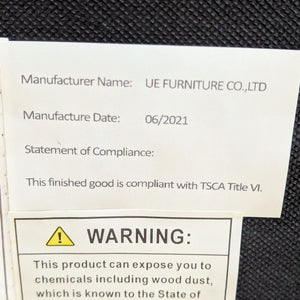 Manufacturer Name: UE FURNITURE CO.,LTD
Manufacture Date: 06/2021
Statement of Compliance:
This finished good is compliant with TSCA Title VI.
WARNING:
This product can expose you to
chemicals including wood dust,
which is known to the State of